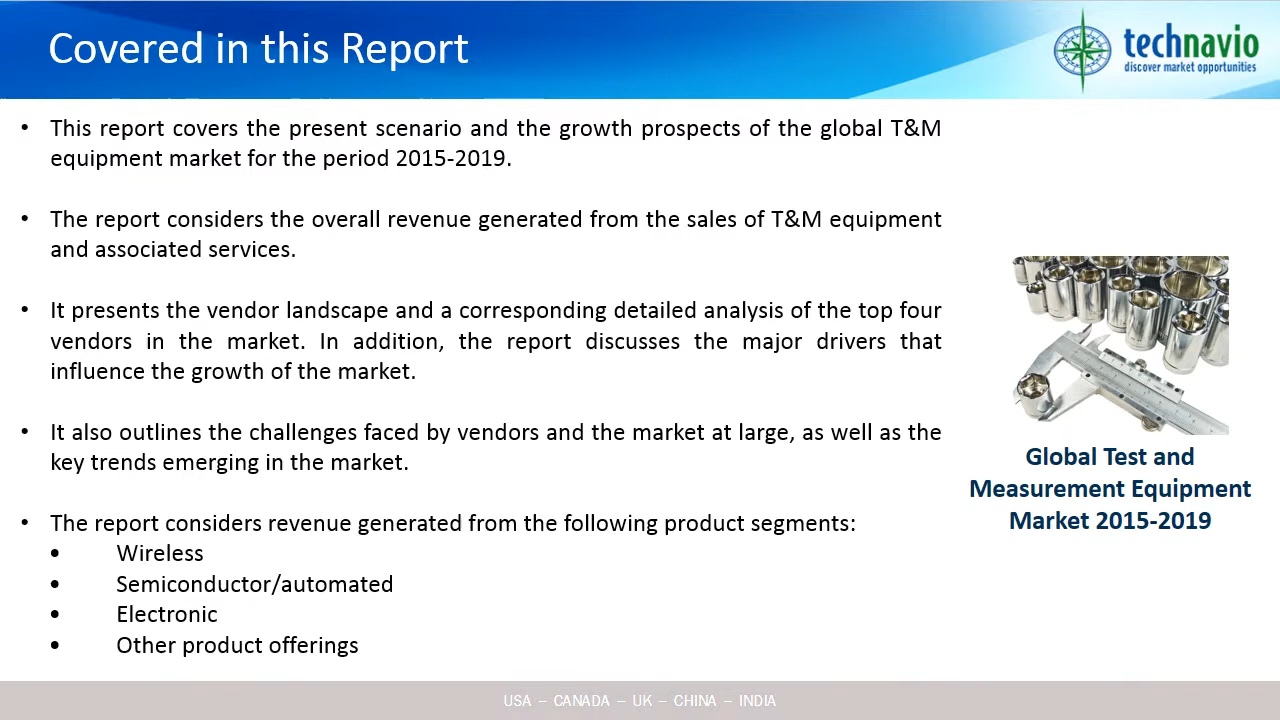 Covered in this Report
technavio
discover market opportunities
• This report covers the present scenario and the growth prospects of the global T&M
equipment market for the period 2015-2019.
• The report considers the overall revenue generated from the sales of T&M equipment
and associated services.
• It presents the vendor landscape and a corresponding detailed analysis of the top four
vendors in the market. In addition, the report discusses the major drivers that
influence the growth of the market.
• It also outlines the challenges faced by vendors and the market at large, as well as the
key trends emerging in the market.
• The report considers revenue generated from the following product segments:
• Wireless
• Semiconductor/automated
• Electronic
• Other product offerings
Global Test and
Measurement Equipment
Market 2015-2019
USA – CANADA – UK – CHINA – INDIA